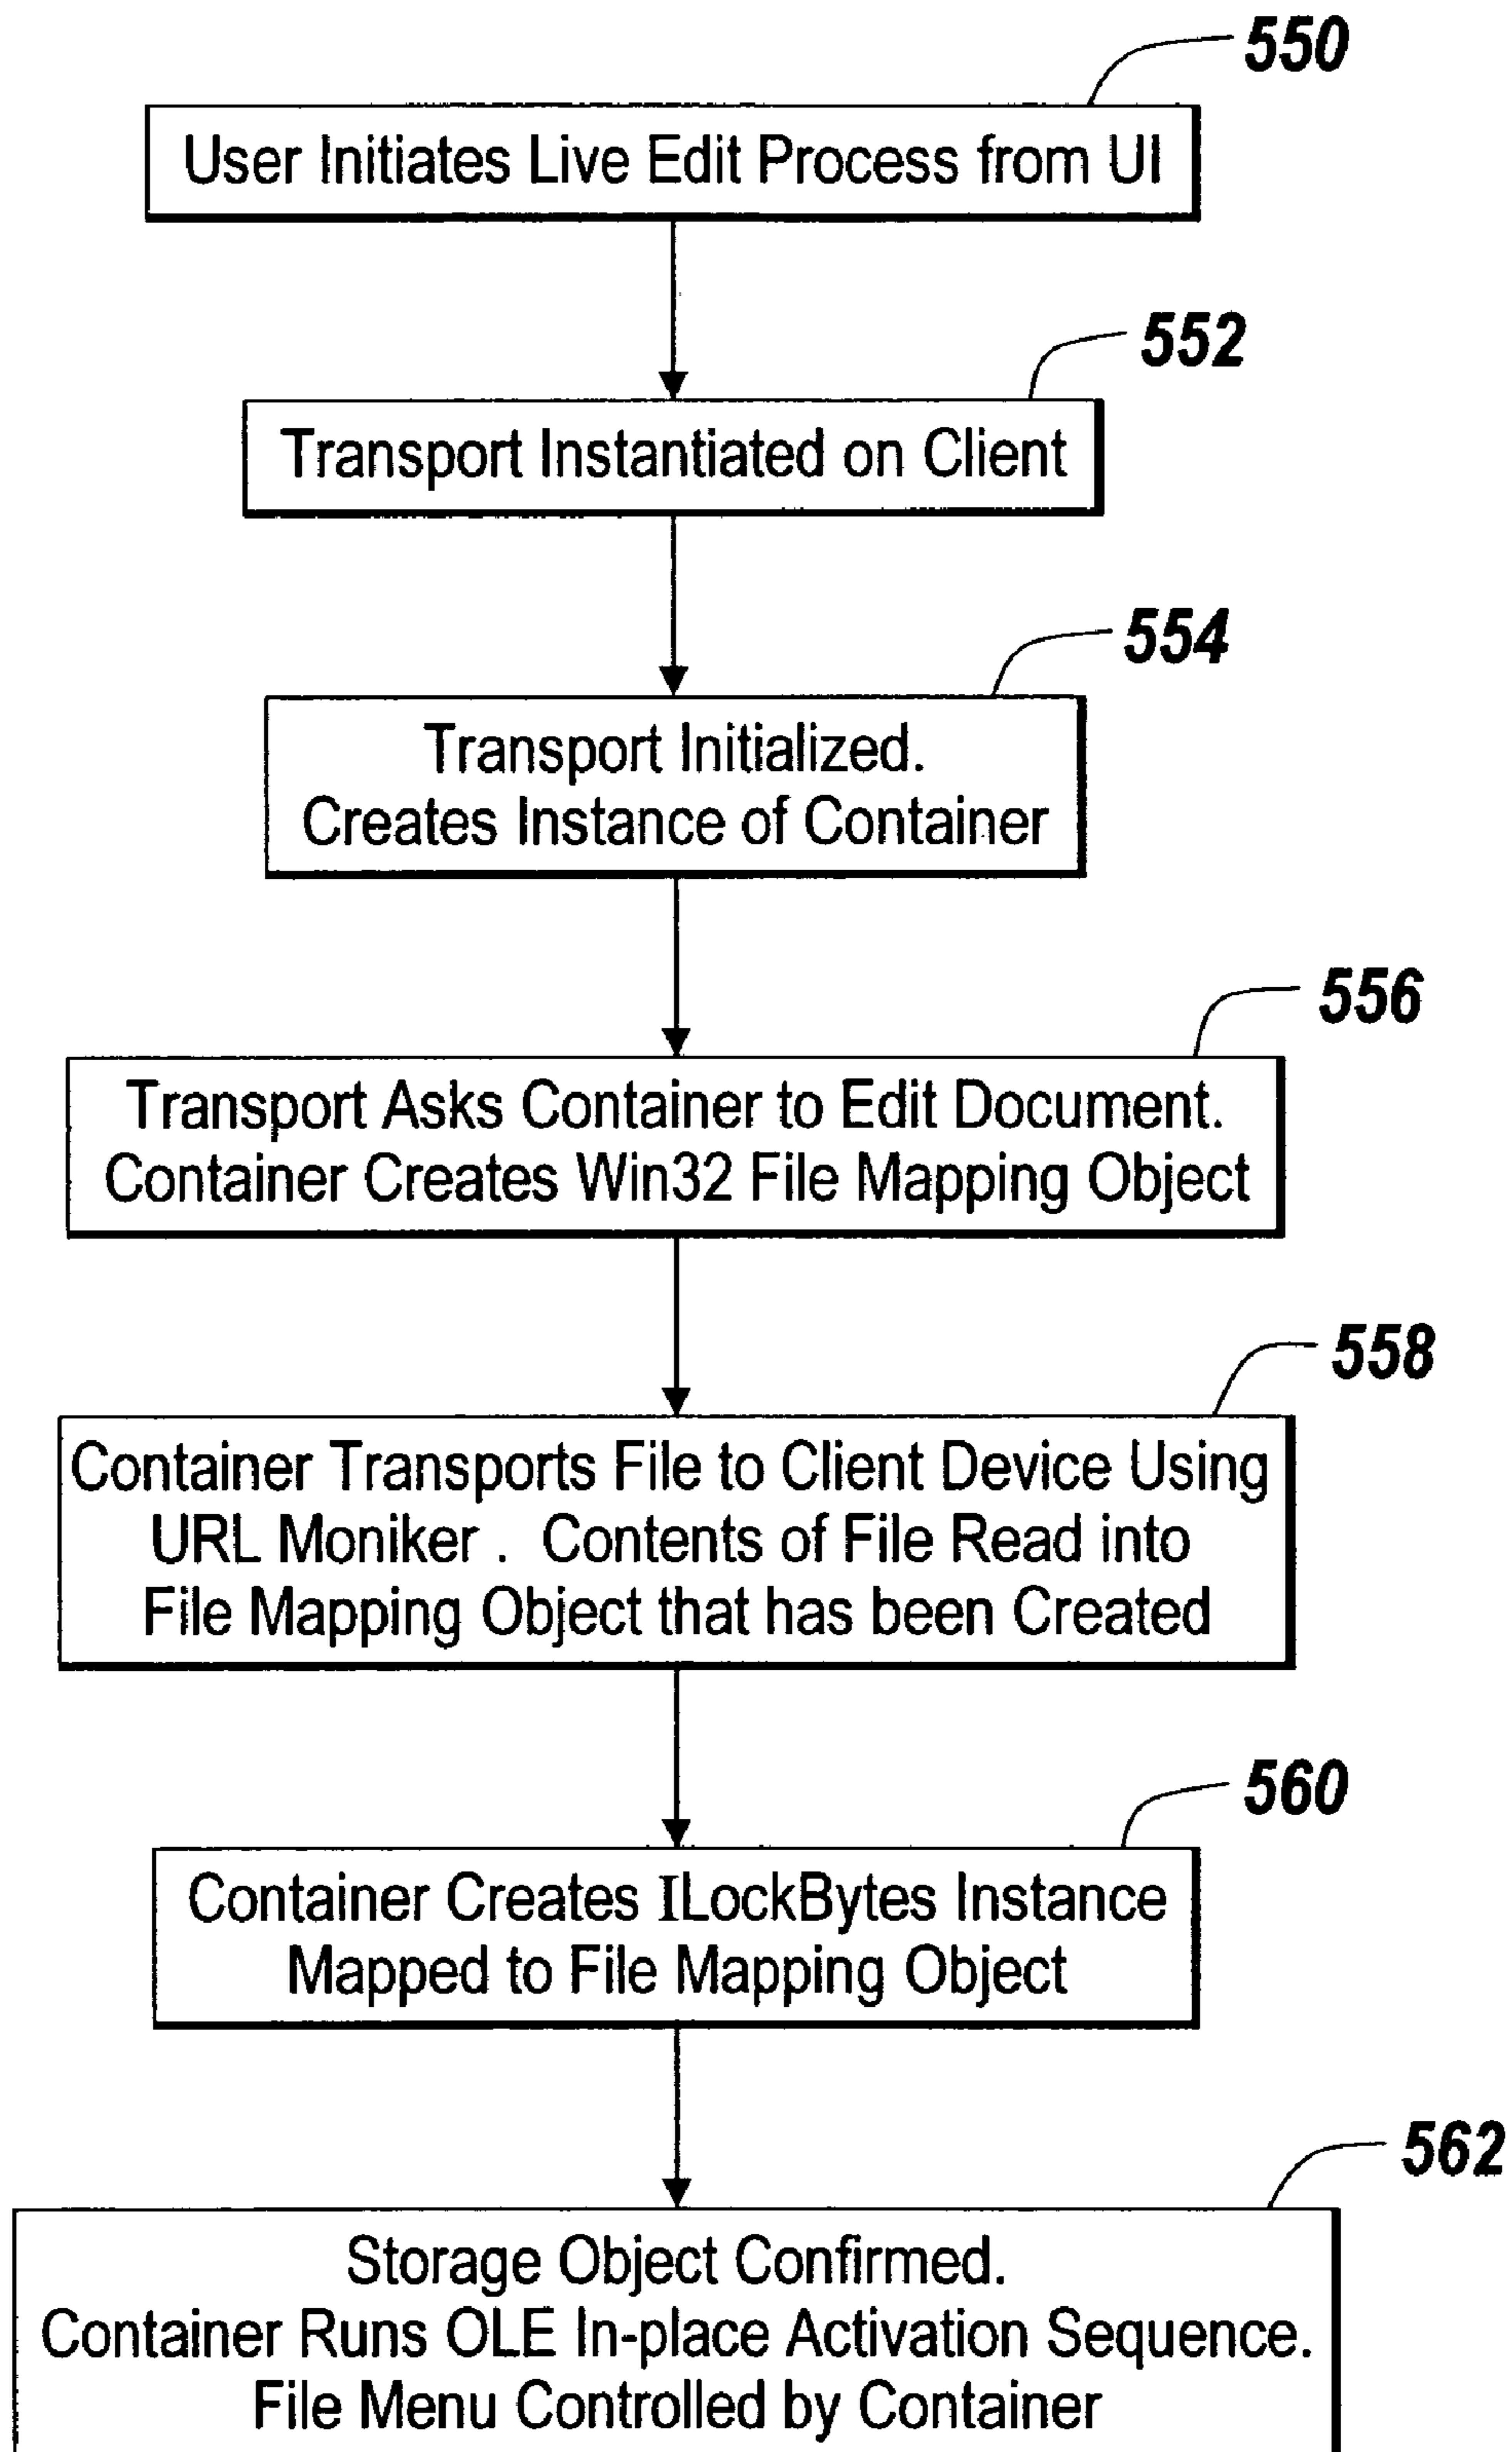 550
User Initiates Live Edit Process from UI
552
Transport Instantiated on Client
554
Transport Initialized.
Creates Instance of Container
556
Transport Asks Container to Edit Document.
Container Creates Win32 File Mapping Object
558
Container Transports File to Client Device Using
URL Moniker . Contents of File Read into
File Mapping Object that has been Created
560
Container Creates ILockBytes Instance
Mapped to File Mapping Object
562
Storage Object Confirmed.
Container Runs OLE In-place Activation Sequence.
File Menu Controlled by Container